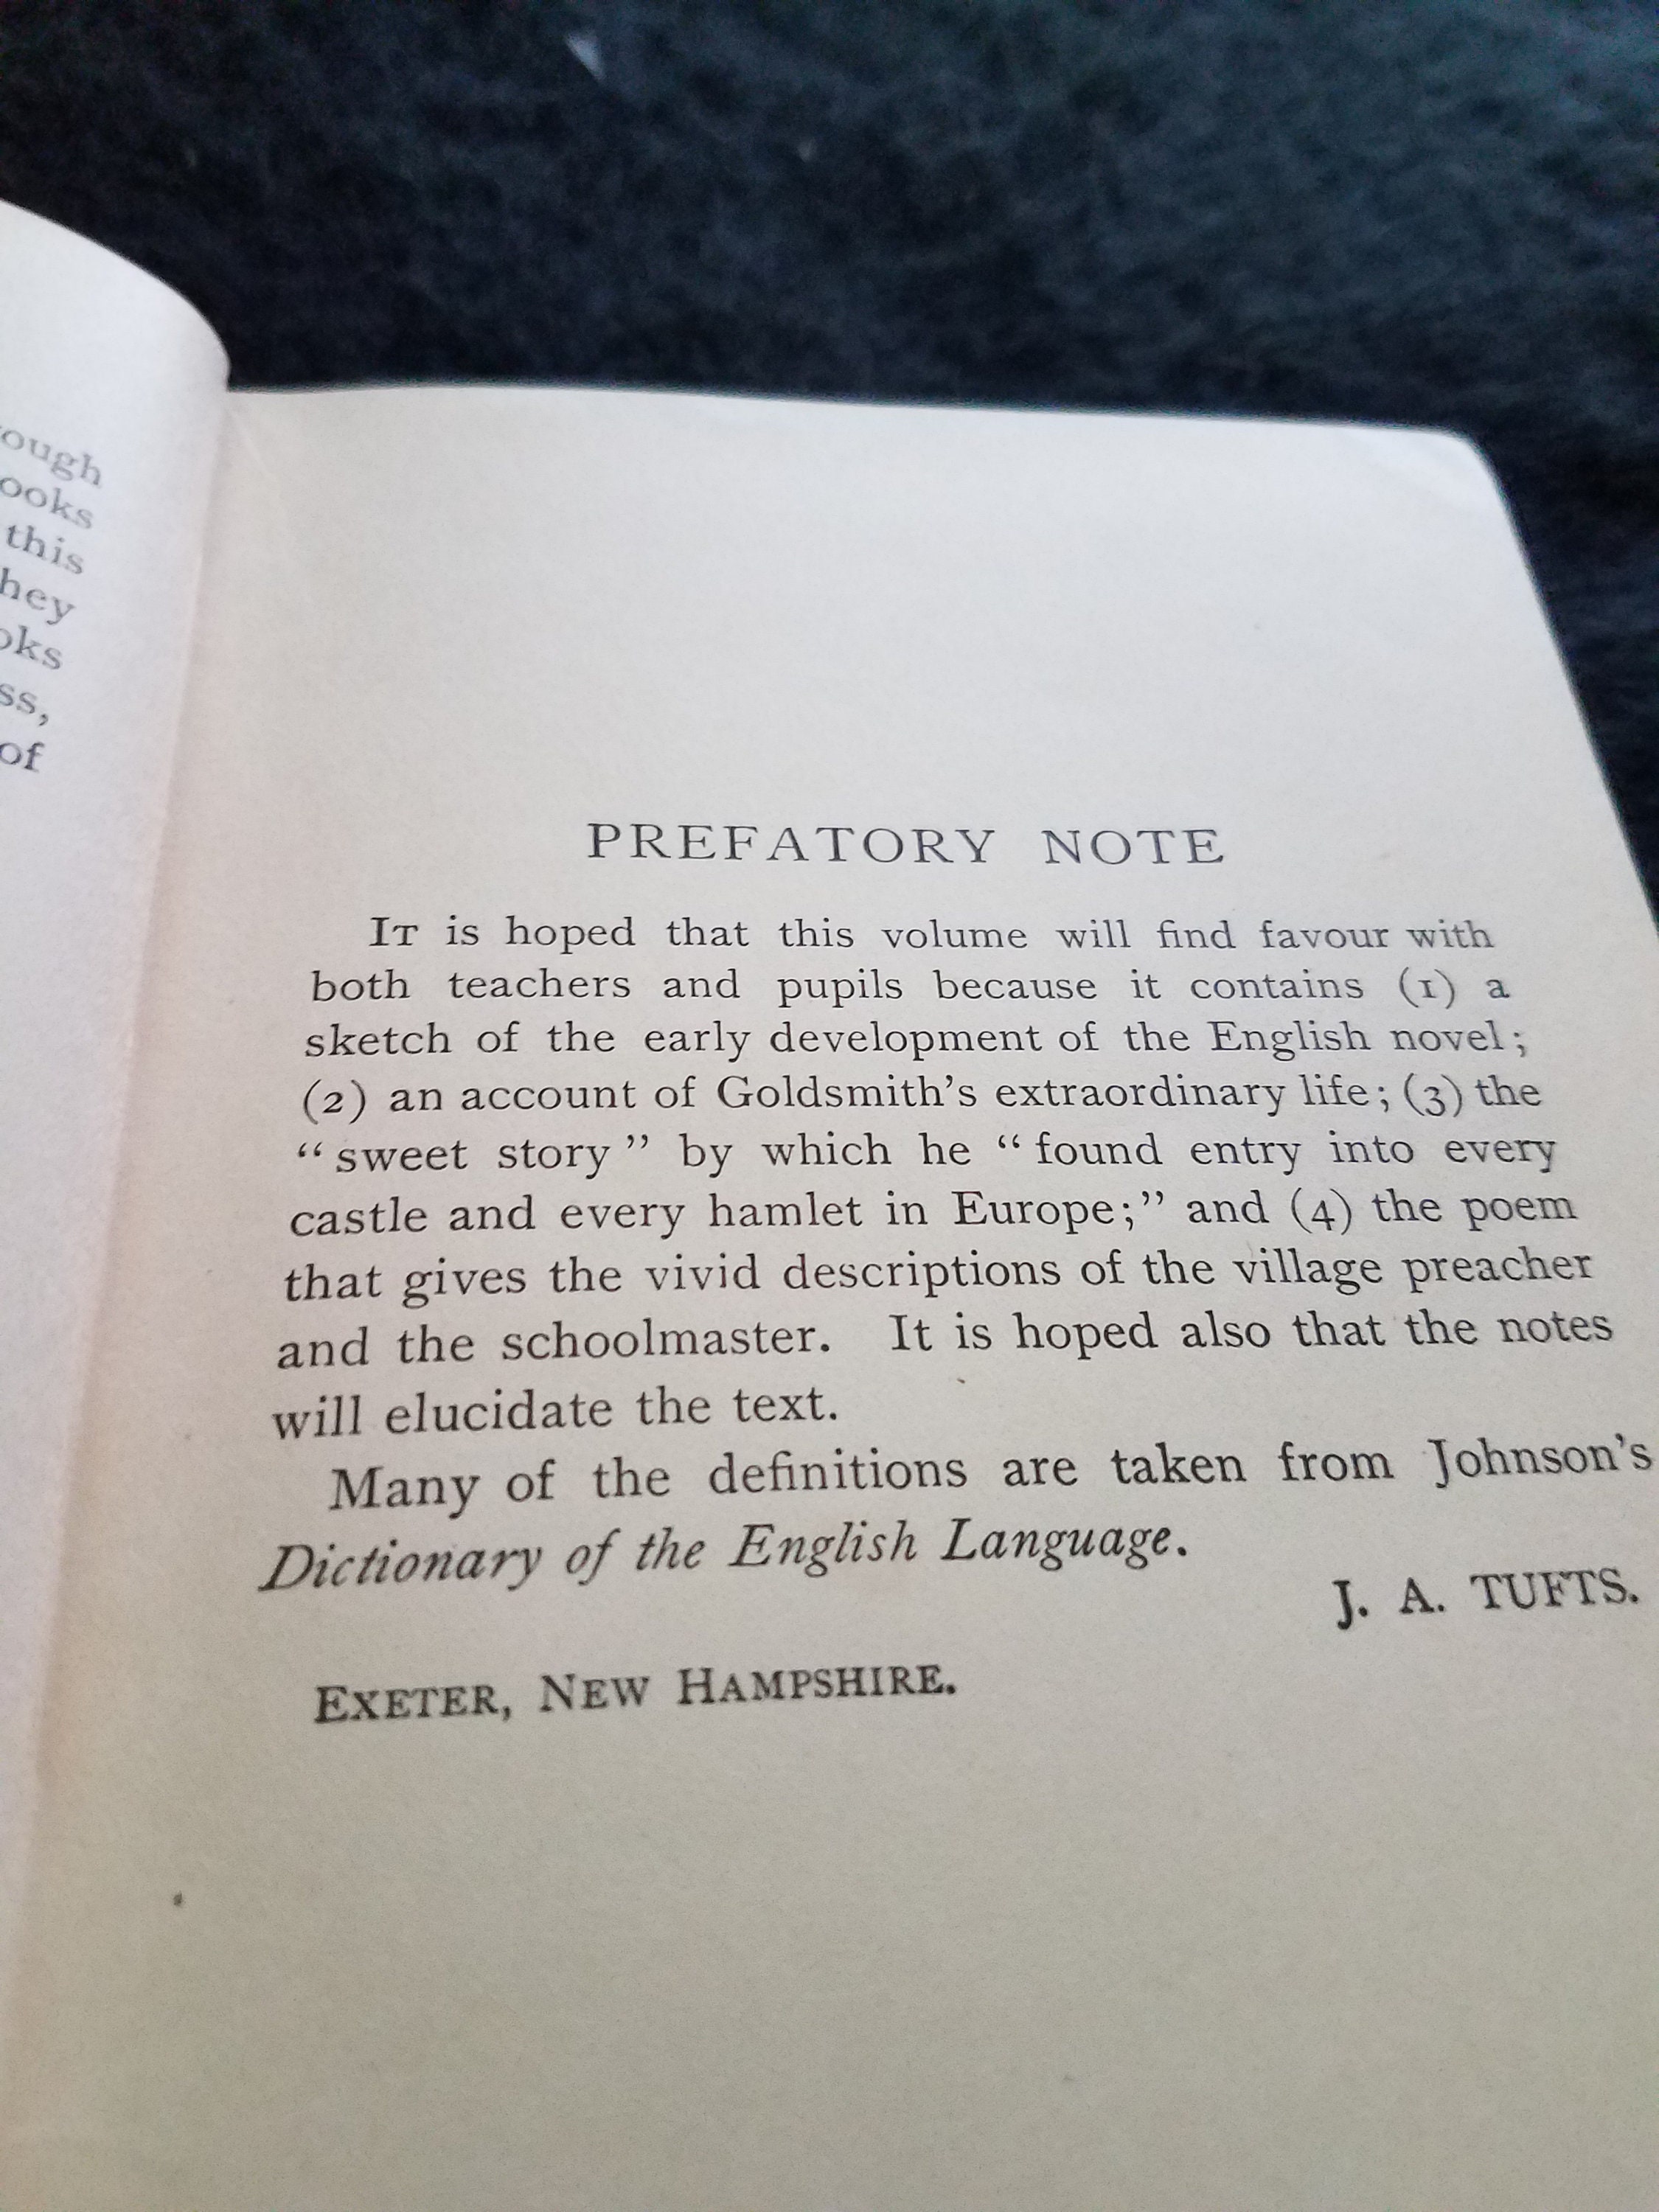 this
of
PREFATORY NOTE
IT is hoped that this volume will find favour with
both teachers and pupils because it contains (1) a
sketch of the early development of the English novel;
(2) an account of Goldsmith's extraordinary life; (3) the
“sweet story” by which he “found entry into every
castle and every hamlet in Europe;” and (4) the poem
that gives the vivid descriptions of the village preacher
and the schoolmaster. It is hoped also that the notes
will elucidate the text.
Many of the definitions are taken from Johnson's
Dictionary of the English Language.
J. A. TUFTS.
EXETER, NEW HAMPSHIRE.